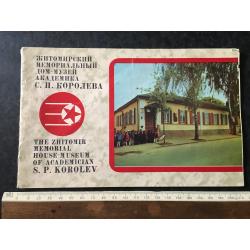 ЖИТОМИРСКИЙ
МЕМОРИАЛЬНЫЙ
ДОМ-МУЗЕЙ
АКАДЕМИКА
С. П. КОРОЛЕВА
THE ZHITOMIR
MEMORIAL
HOUSE-MUSEUM
OF ACADEMICIAN
S. P. KOROLEV